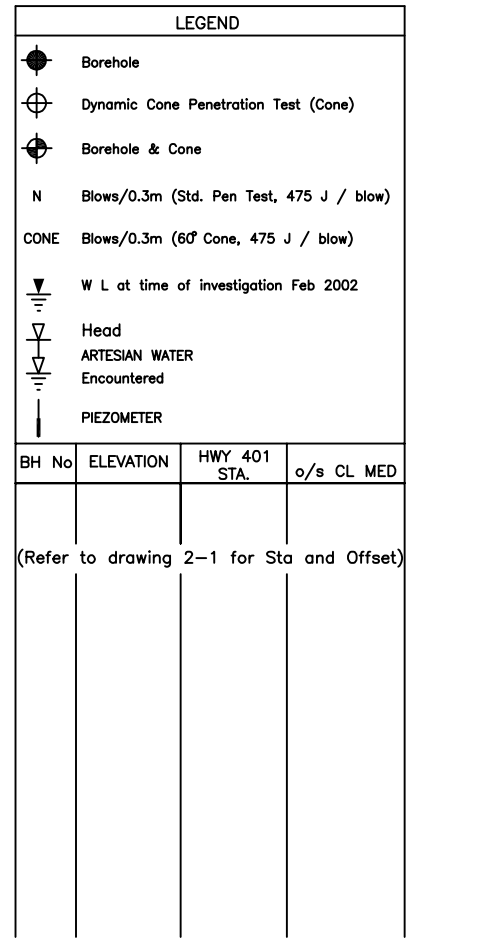 LEGEND
Borehole
Dynamic Cone Penetration Test (Cone)
Borehole & Cone
N Blows/0.3m (Std. Pen Test, 475 J / blow)
CONE Blows/0.3m (60° Cone, 475 J / blow)
W L at time of investigation Feb 2002
Head
ARTESIAN WATER
Encountered
PIEZOMETER
BH No ELEVATION HWY 401 STA. o/s CL MED
(Refer to drawing 2-1 for Sta and Offset)